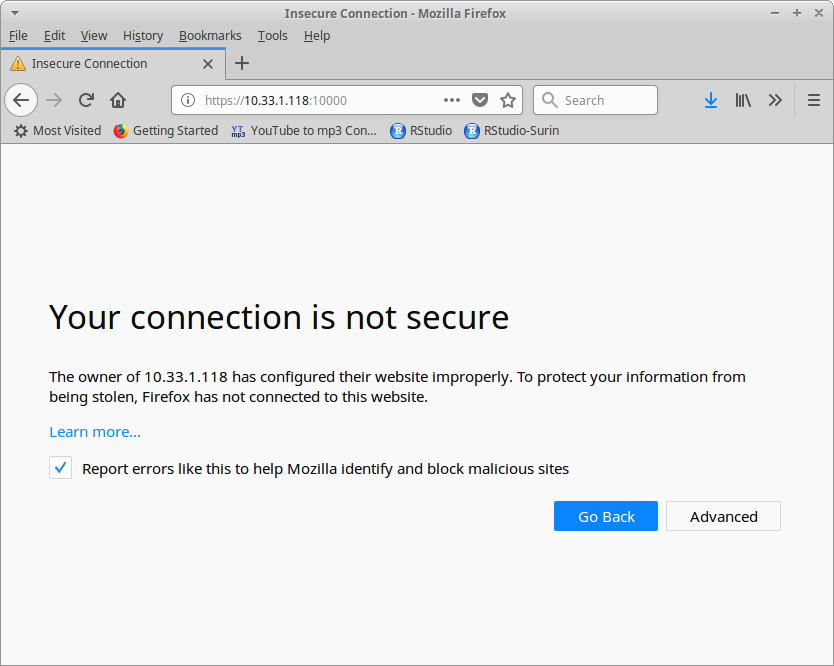 Insecure Connection - Mozilla Firefox
File Edit View History Bookmarks Tools Help
Insecure Connection
https://10.33.1.118:10000 Search
Most Visited Getting Started YT mp3 YouTube to mp3 Con... R RStudio R RStudio-Surin
Your connection is not secure
The owner of 10.33.1.118 has configured their website improperly. To protect your information from
being stolen, Firefox has not connected to this website.
Learn more...
Report errors like this to help Mozilla identify and block malicious sites
Go Back Advanced